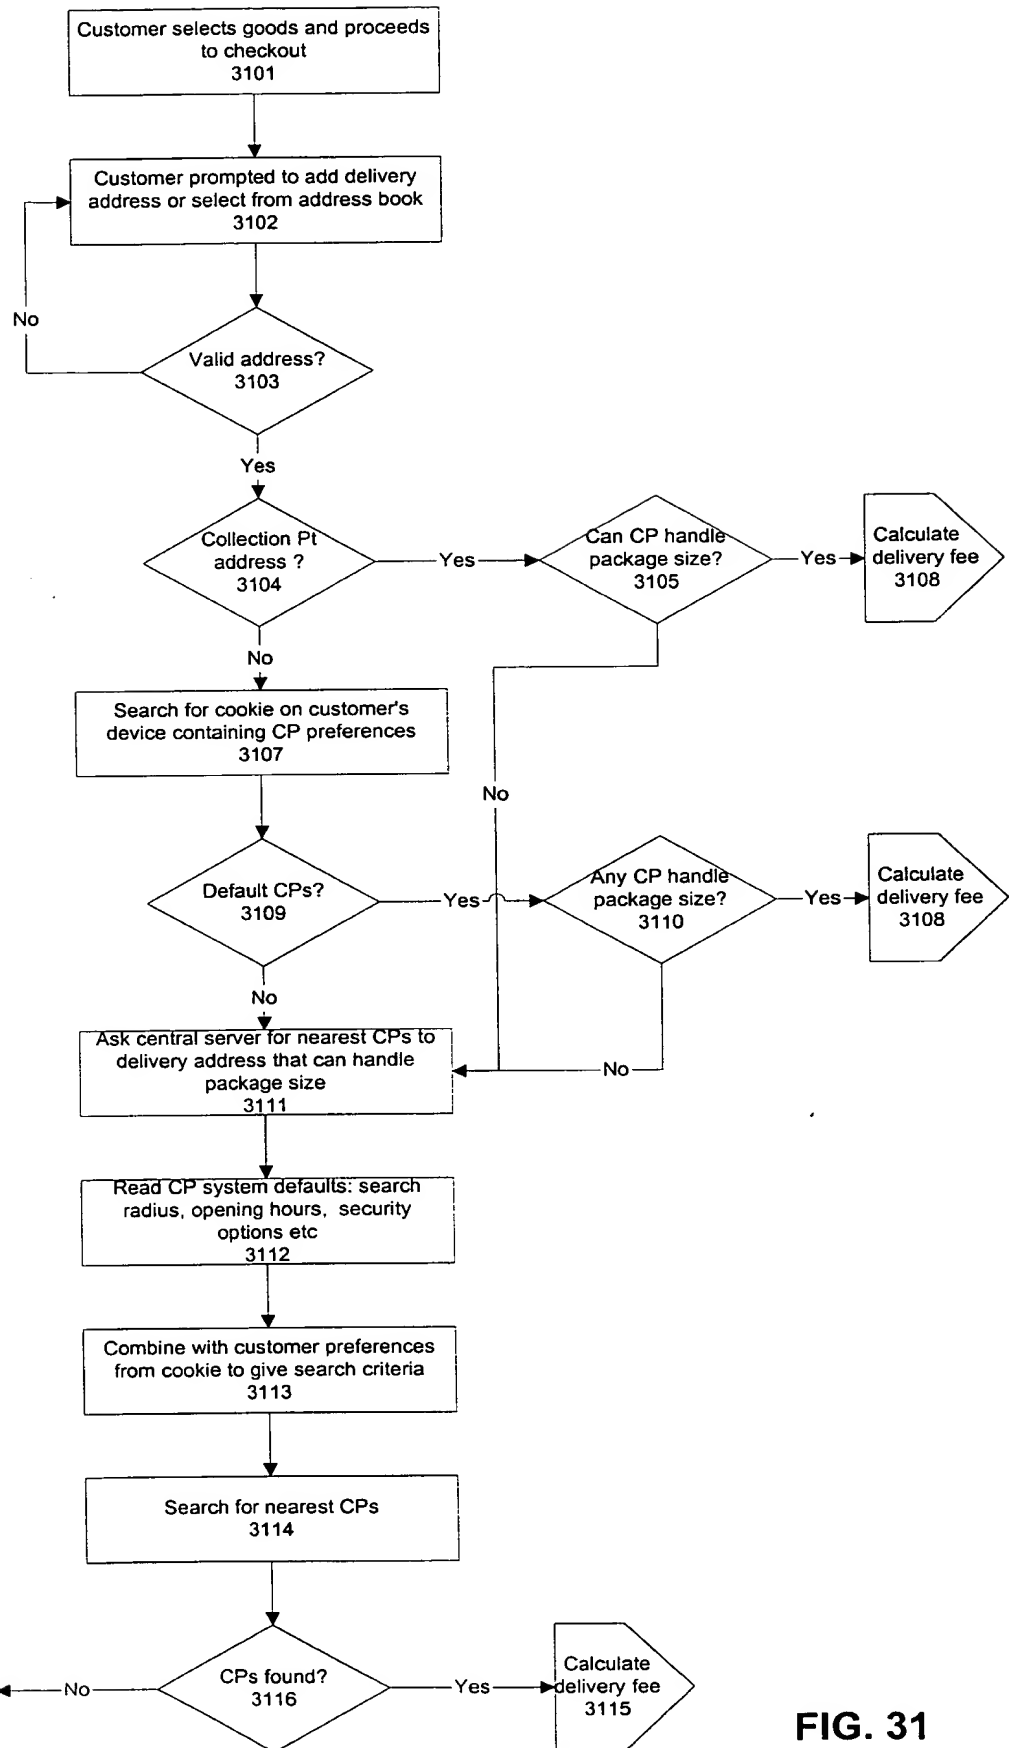 Customer selects goods and proceeds
to checkout
3101
Customer prompted to add delivery
address or select from address book
3102
No
Valid address?
3103
Yes
Collection Pt
address ?
3104
Yes
Can CP handle
package size?
3105
Yes
Calculate
delivery fee
3108
No
Search for cookie on customer's
device containing CP preferences
3107
No
Default CPs?
3109
Yes
Any CP handle
package size?
3110
Yes
Calculate
delivery fee
3108
No
Ask central server for nearest CPs to
delivery address that can handle
package size
3111
No
Read CP system defaults: search
radius, opening hours, security
options etc
3112
Combine with customer preferences
from cookie to give search criteria
3113
Search for nearest CPs
3114
No
CPs found?
3116
Yes
Calculate
delivery fee
3115
FIG. 31